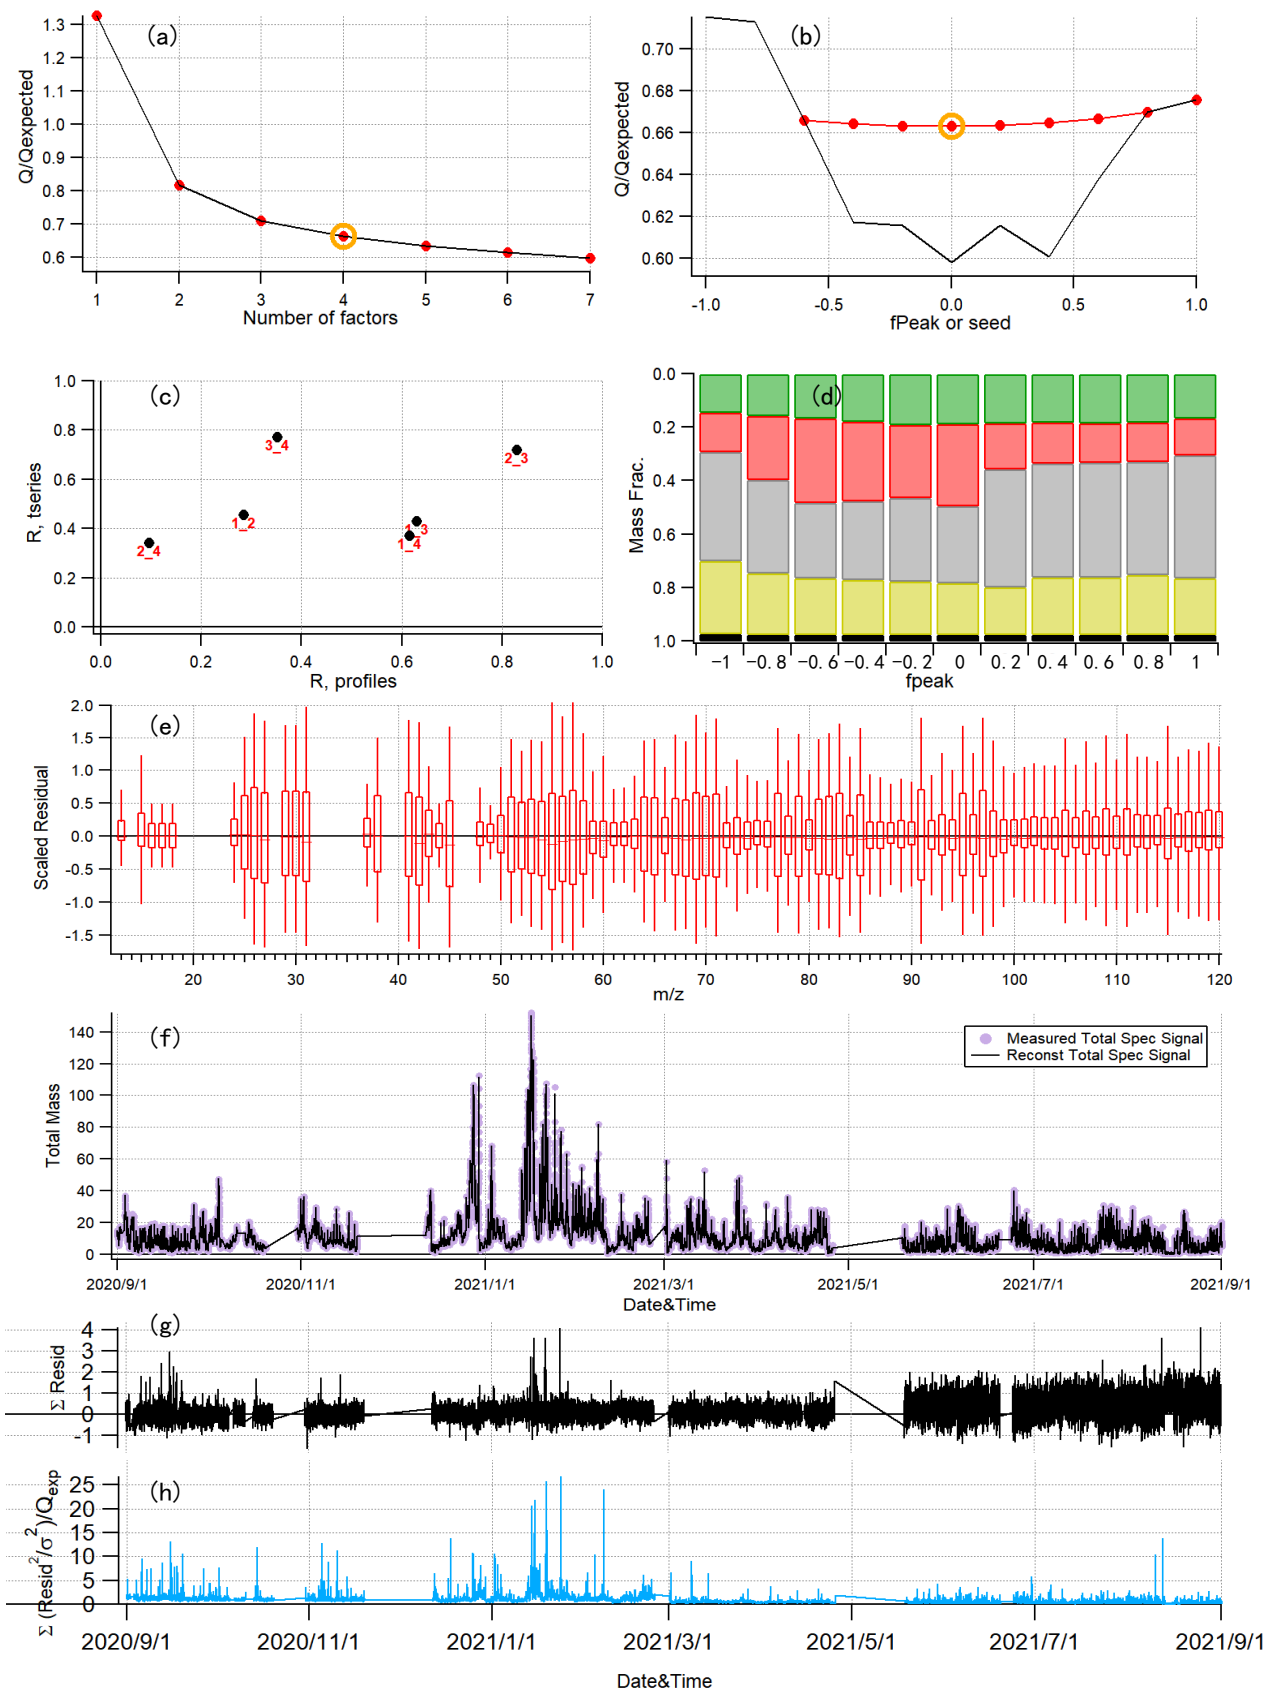 (a)
Q/Qexpected
1.3
1.2
1.1
1.0
0.9
0.8
0.7
0.6
1 2 3 4 5 6 7
Number of factors
(b)
Q/Qexpected
0.70
0.68
0.66
0.64
0.62
0.60
-1.0 -0.5 0.0 0.5 1.0
fPeak or seed
(c)
R, tseries
1.0
0.8
0.6
0.4
0.2
0.0
3_4
2_3
1_2
1_3
1_4
2_4
0.0 0.2 0.4 0.6 0.8 1.0
R, profiles
(d)
Mass Frac.
0.0
0.2
0.4
0.6
0.8
1.0
−1 −0.8 −0.6 −0.4 −0.2 0 0.2 0.4 0.6 0.8 1
fpeak
(e)
Scaled Residual
2.0
1.5
1.0
0.5
0.0
-0.5
-1.0
-1.5
20 30 40 50 60 70 80 90 100 110 120
m/z
(f)
Total Mass
140
120
100
80
60
40
20
0
Measured Total Spec Signal
Reconst Total Spec Signal
2020/9/1 2020/11/1 2021/1/1 2021/3/1 2021/5/1 2021/7/1 2021/9/1
Date&Time
(g)
Σ Resid
4
3
2
1
0
-1
(h)
Σ (Resid²/σ²)/Qexp
25
20
15
10
5
0
2020/9/1 2020/11/1 2021/1/1 2021/3/1 2021/5/1 2021/7/1 2021/9/1
Date&Time